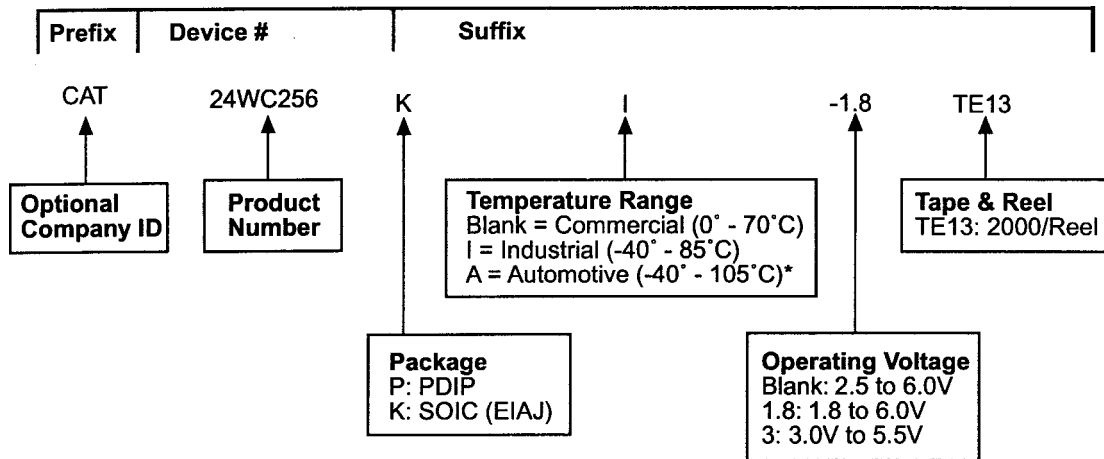 Prefix Device # Suffix
CAT 24WC256 K I -1.8 TE13
Optional
Company ID
Product
Number
Temperature Range
Blank = Commercial (0˚ - 70˚C)
I = Industrial (-40˚ - 85˚C)
A = Automotive (-40˚ - 105˚C)*
Tape & Reel
TE13: 2000/Reel
Package
P: PDIP
K: SOIC (EIAJ)
Operating Voltage
Blank: 2.5 to 6.0V
1.8: 1.8 to 6.0V
3: 3.0V to 5.5V